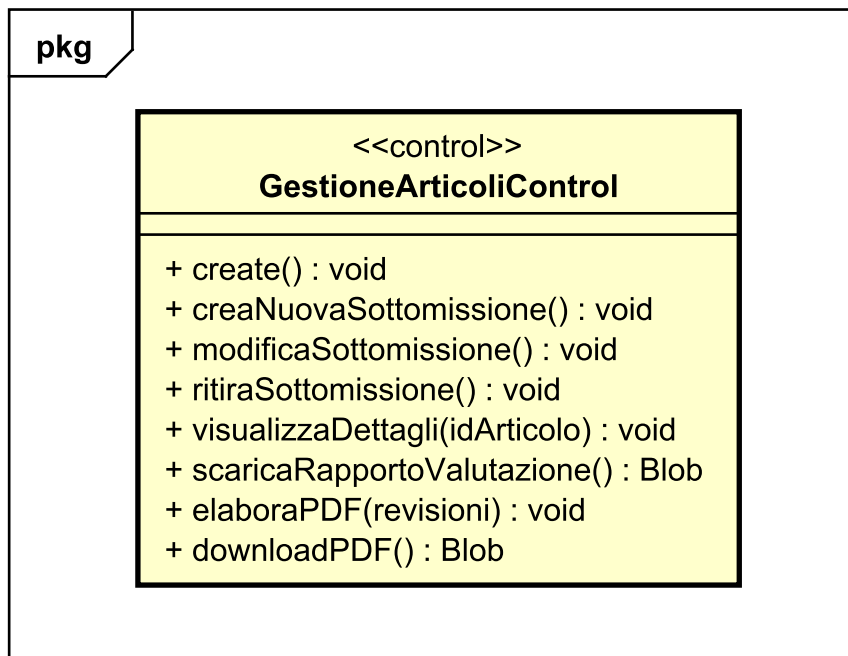 pkg
<<control>>
GestioneArticoliControl
+ create() : void
+ creaNuovaSottomissione() : void
+ modificaSottomissione() : void
+ ritiraSottomissione() : void
+ visualizzaDettagli(idArticolo) : void
+ scaricaRapportoValutazione() : Blob
+ elaboraPDF(revisioni) : void
+ downloadPDF() : Blob